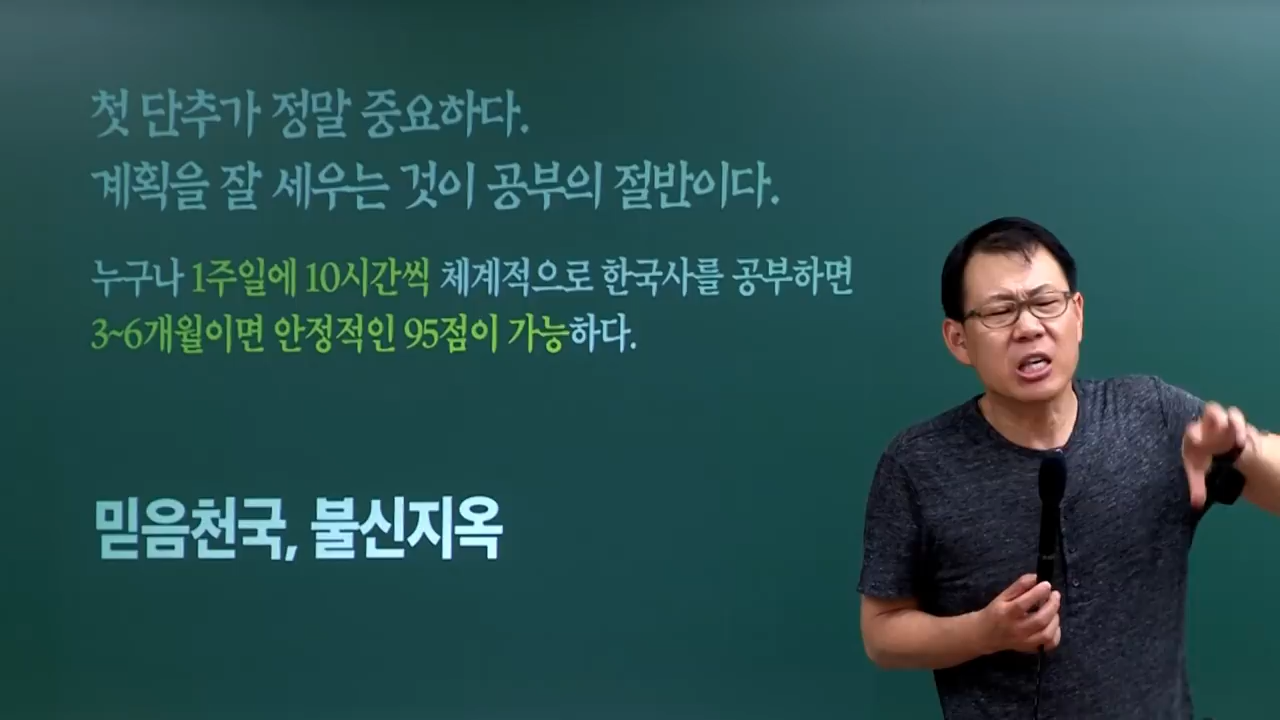 첫 단추가 정말 중요하다.
계획을 잘 세우는 것이 공부의 절반이다.
누구나 1주일에 10시간씩 체계적으로 한국사를 공부하면
3~6개월이면 안정적인 95점이 가능하다.
믿음천국, 불신지옥